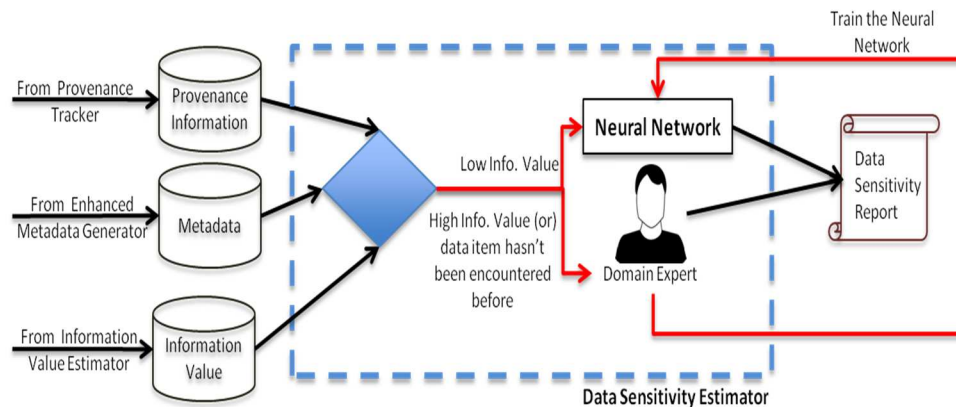 Train the Neural
Network
From Provenance
Tracker
Provenance
Information
Neural Network
Low Info. Value
Data
Sensitivity
Report
From Enhanced
Metadata Generator
Metadata
High Info. Value (or)
data item hasn't
been encountered
before
Domain Expert
From Information
Value Estimator
Information
Value
Data Sensitivity Estimator